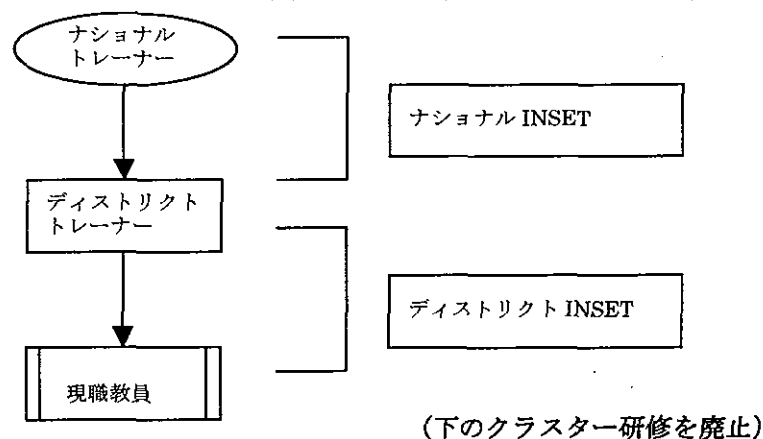 ナショナル
トレーナー
ナショナル INSET
ディストリクト
トレーナー
ディストリクト INSET
現職教員
(下のクラスター研修を廃止)